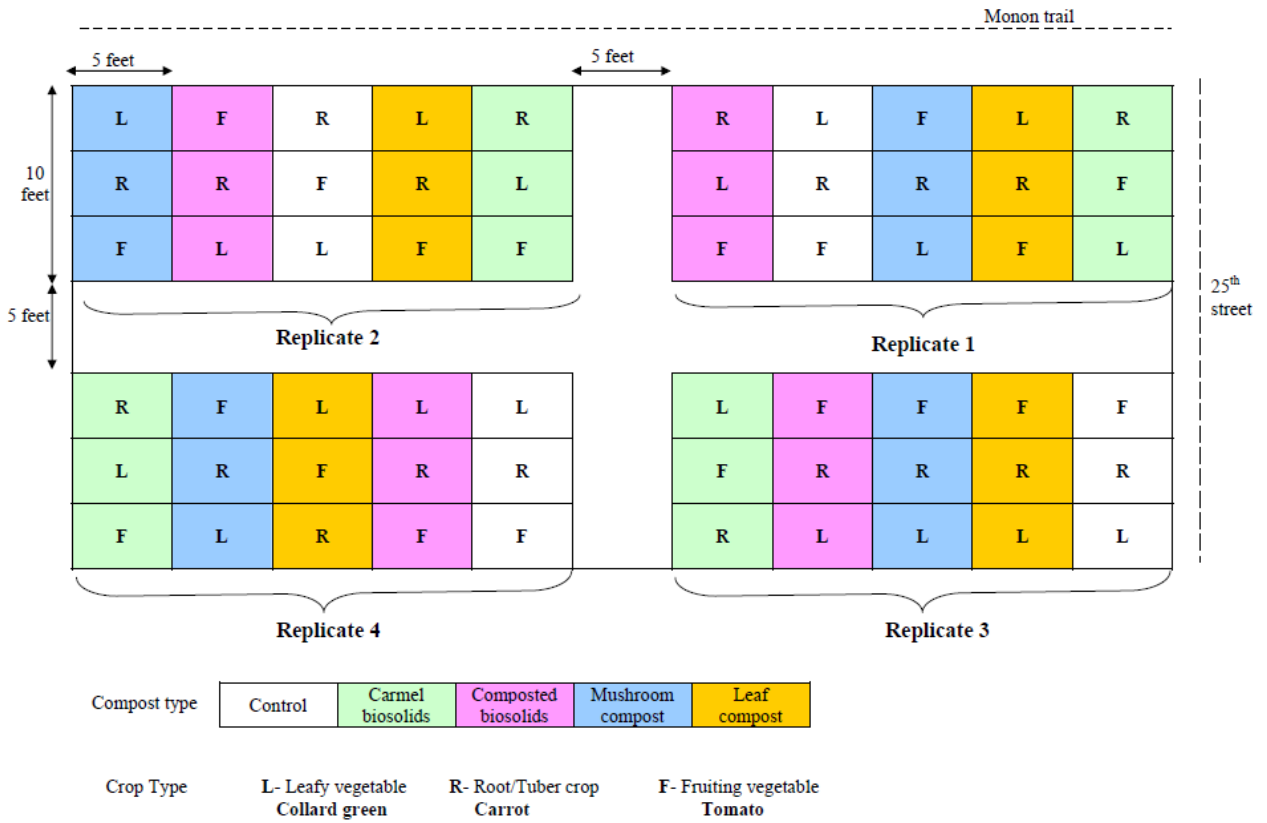 Monon trail
5 feet 5 feet
L F R L R R L F L R
10 feet
R R F R L L R R R F
F L L F F F F L F L
5 feet
25th street
Replicate 2 Replicate 1
R F L L L L F F F F
L R F R R F R R R R
F L R F F R L L L L
Replicate 4 Replicate 3
Compost type Control Carmel biosolids Composted biosolids Mushroom compost Leaf compost
Crop Type L- Leafy vegetable R- Root/Tuber crop F- Fruiting vegetable
Collard green Carrot Tomato